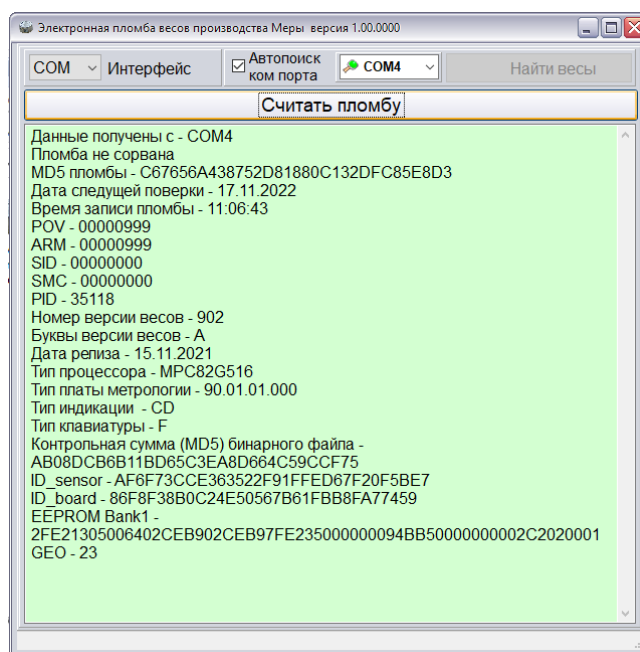 Электронная пломба весов производства Меры версия 1.00.0000
COM Интерфейс
Автопоиск
ком порта
COM4
Найти весы
Считать пломбу
Данные получены с - COM4
Пломба не сорвана
MD5 пломбы - C67656A438752D81880C132DFC85E8D3
Дата следущей поверки - 17.11.2022
Время записи пломбы - 11:06:43
POV - 00000999
ARM - 00000999
SID - 00000000
SMC - 00000000
PID - 35118
Номер версии весов - 902
Буквы версии весов - A
Дата релиза - 15.11.2021
Тип процессора - MPC82G516
Тип платы метрологии - 90.01.01.000
Тип индикации  - CD
Тип клавиатуры - F
Контрольная сумма (MD5) бинарного файла -
AB08DCB6B11BD65C3EA8D664C59CCF75
ID_sensor - AF6F73CCE363522F91FFED67F20F5BE7
ID_board - 86F8F38B0C24E50567B61FBB8FA77459
EEPROM Bank1 -
2FE21305006402CEB902CEB97FE235000000094BB50000000002C2020001
GEO - 23